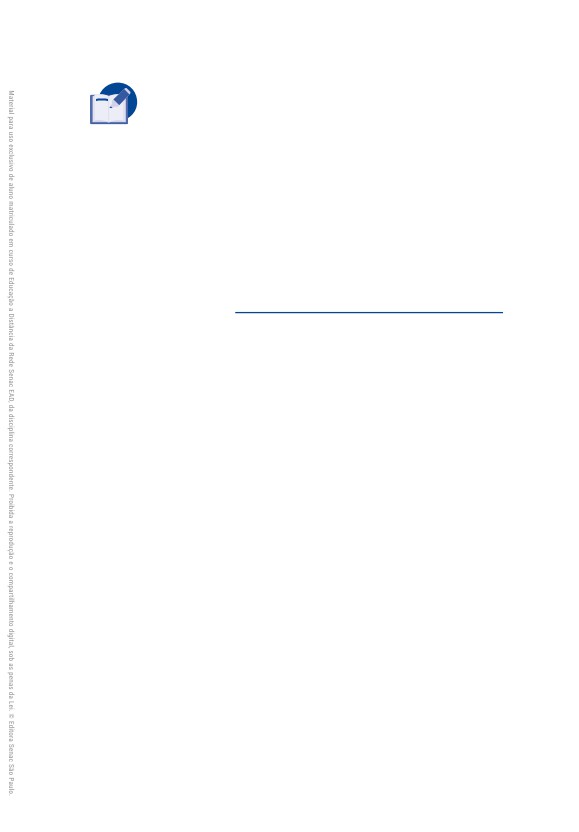 Material para uso exclusivo de aluno matriculado em curso de Educação a Distância da Rede Senac EAD, da disciplina correspondente. Proibida a reprodução e o compartilhamento digital, sob as penas da Lei. © Editora Senac São Paulo.